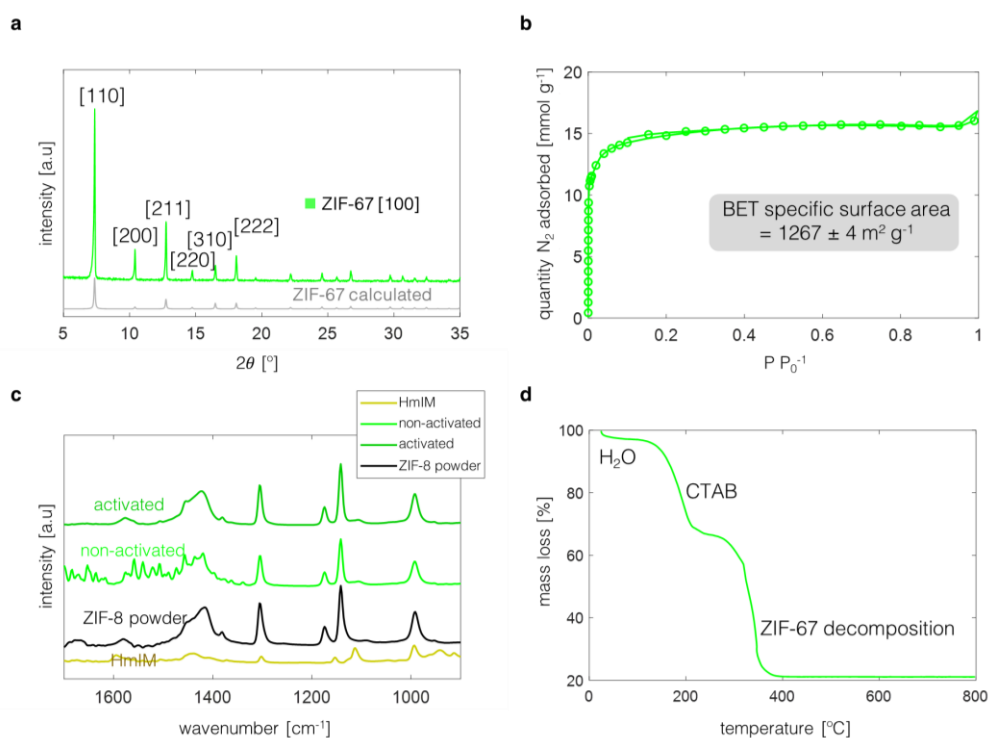 a
[110]
[211]
[200]
[310]
[222]
[220]
ZIF-67 [100]
ZIF-67 calculated
intensity [a.u]
5
10
15
20
25
30
35
2θ [°]
b
20
15
10
5
0
quantity N₂ adsorbed [mmol g⁻¹]
BET specific surface area
= 1267 ± 4 m² g⁻¹
0
0.2
0.4
0.6
0.8
1
P P₀⁻¹
c
HmIM
non-activated
activated
ZIF-8 powder
activated
non-activated
ZIF-8 powder
HmIM
intensity [a.u]
1600
1400
1200
1000
wavenumber [cm⁻¹]
d
100
80
60
40
20
mass loss [%]
H₂O
CTAB
ZIF-67 decomposition
0
200
400
600
800
temperature [°C]